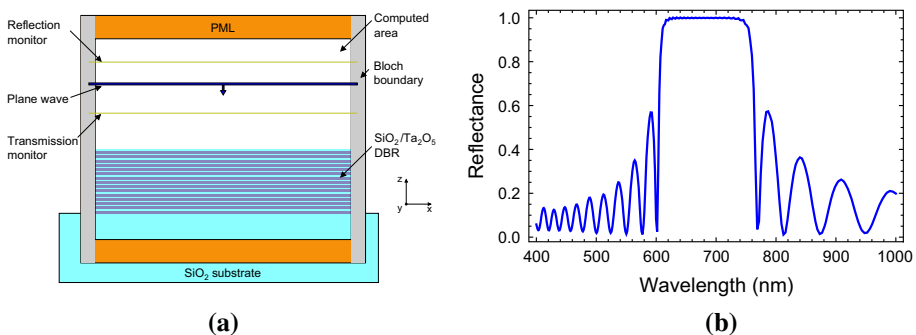 Reflection
monitor
PML
Computed
area
Bloch
boundary
Plane wave
Transmission
monitor
SiO₂/Ta₂O₅
DBR
z
y
x
SiO₂ substrate
(a)
Reflectance
1.0
0.8
0.6
0.4
0.2
0.0
400 500 600 700 800 900 1000
Wavelength (nm)
(b)